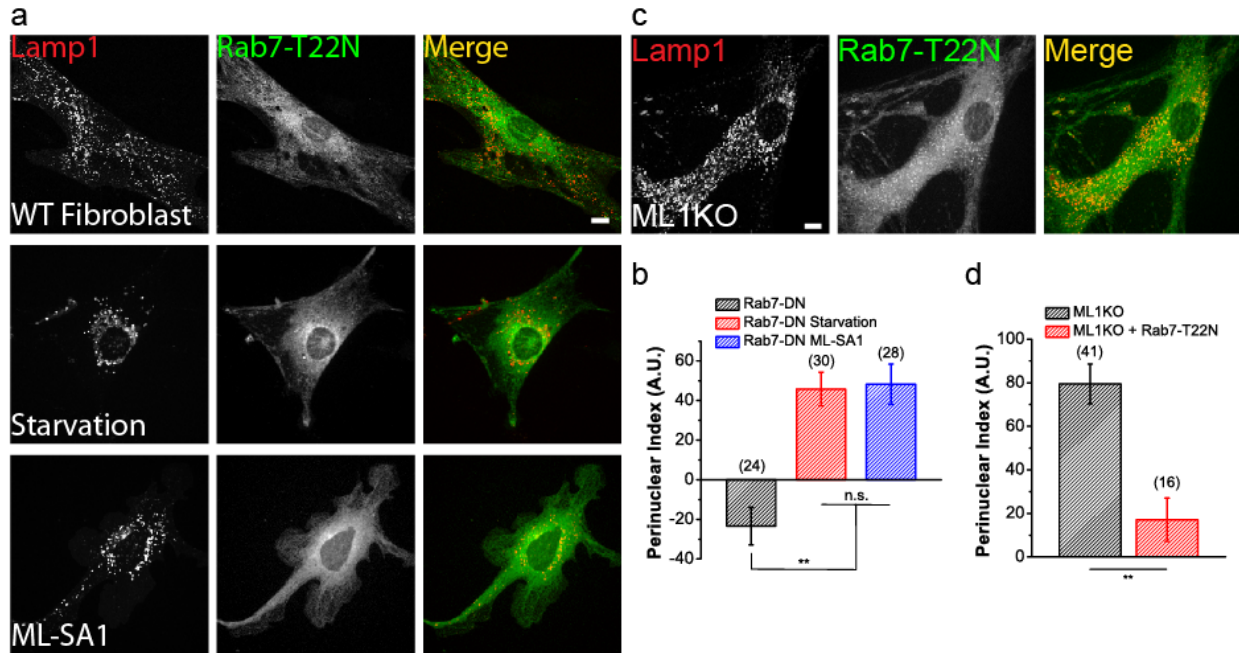 a
Lamp1 Rab7-T22N Merge
WT Fibroblast
Starvation
ML-SA1
c
Lamp1 Rab7-T22N Merge
ML1KO
b
Rab7-DN
Rab7-DN Starvation
Rab7-DN ML-SA1
Perinuclear Index (A.U.)
60
40
20
0
-20
-40
(24)
(30)
(28)
n.s.
**
d
ML1KO
ML1KO + Rab7-T22N
Perinuclear Index (A.U.)
100
80
60
40
20
0
(41)
(16)
**